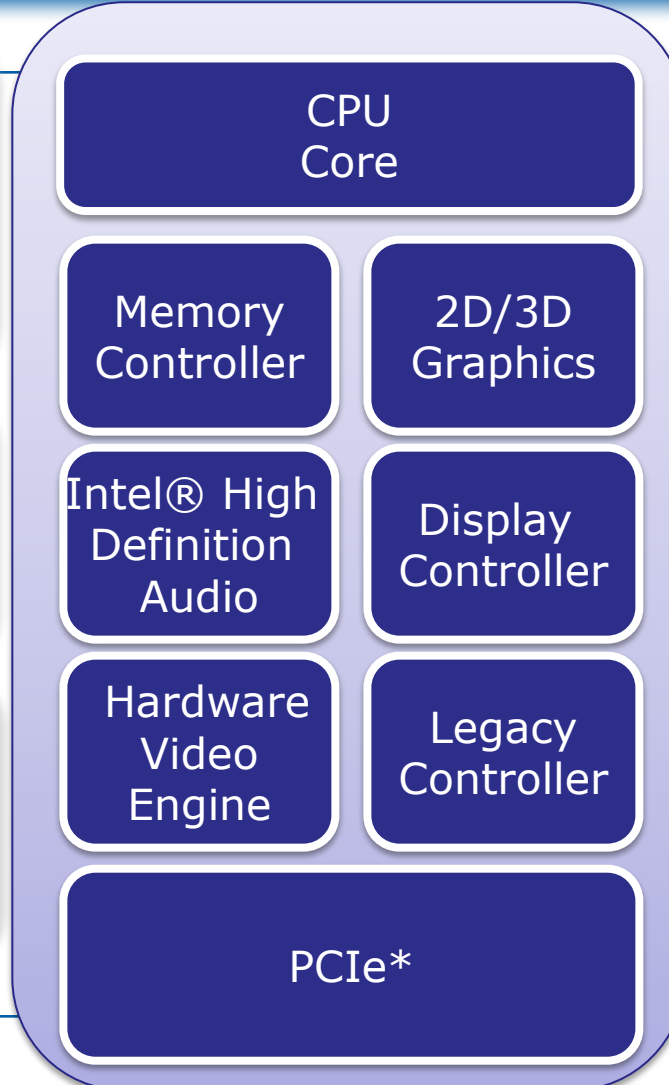 CPU
Core
Memory
Controller
2D/3D
Graphics
Intel® High
Definition
Audio
Display
Controller
Hardware
Video
Engine
Legacy
Controller
PCIe*